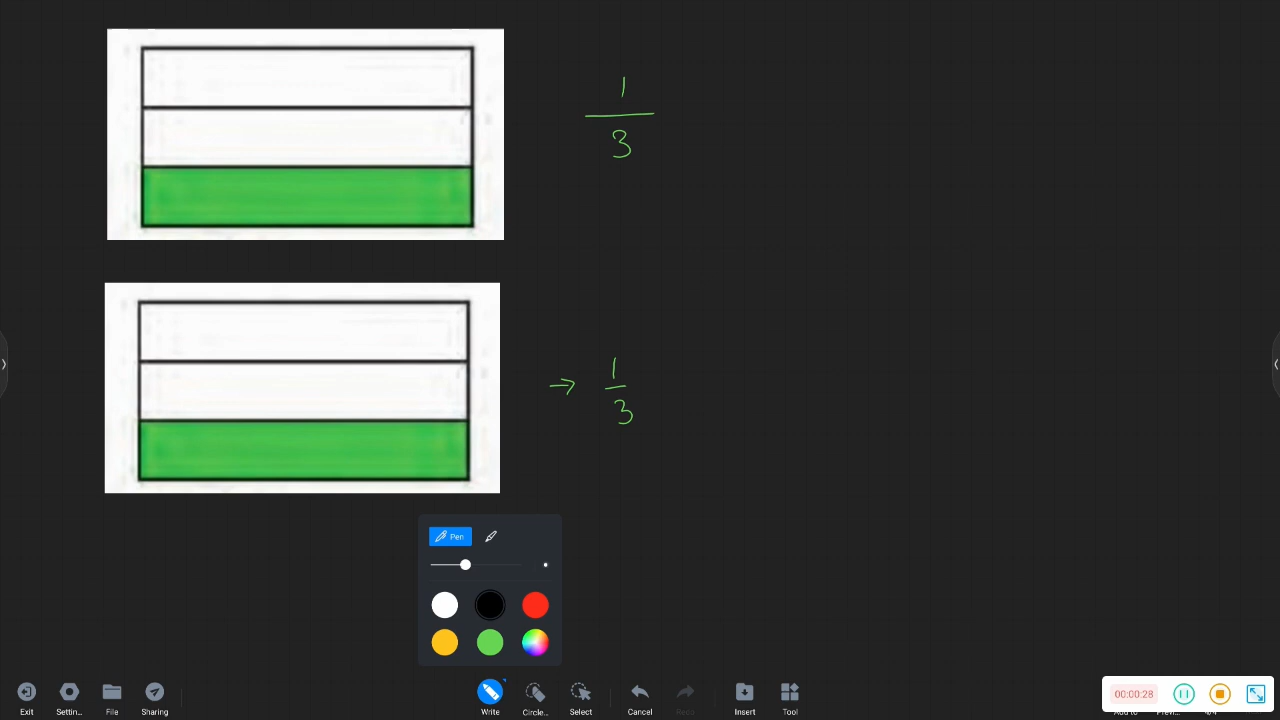 1
3
→ 1
3
Pen
Exit
Settin...
File
Sharing
Write
Circle...
Select
Cancel
Redo
Insert
Tool
00:00:28